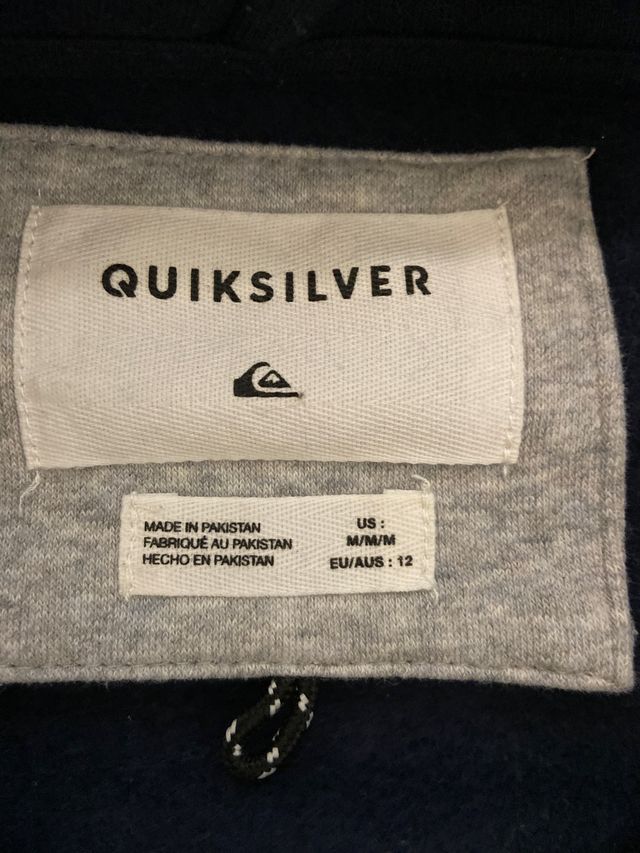 QUIKSILVER
MADE IN PAKISTAN
FABRIQUÉ AU PAKISTAN
HECHO EN PAKISTAN
US :
M/M/M
EU/AUS : 12